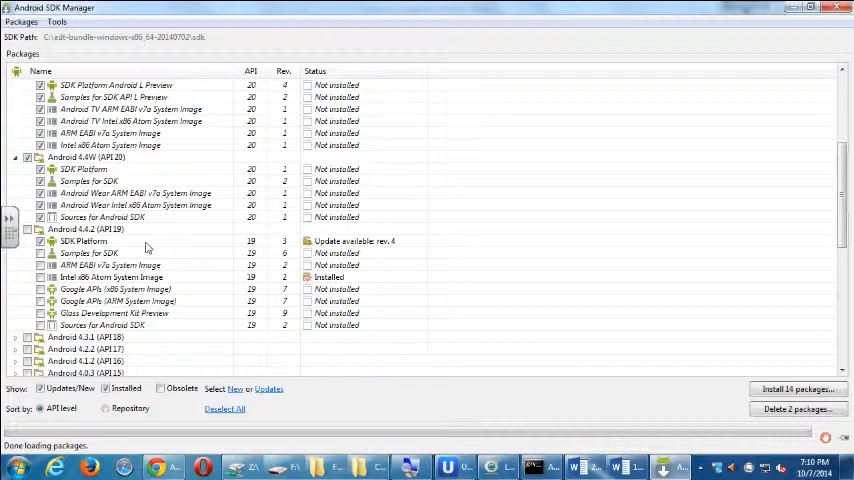 Android SDK Manager
Packages Tools
SDK Path: C:\adt-bundle-windows-x86_64-20140702\sdk
Packages
Name API Rev. Status
SDK Platform Android L Preview 20 4 Not installed
Samples for SDK API L Preview 20 2 Not installed
Android TV ARM EABI v7a System Image 20 1 Not installed
Android TV Intel x86 Atom System Image 20 1 Not installed
ARM EABI v7a System Image 20 1 Not installed
Intel x86 Atom System Image 20 1 Not installed
Android 4.4W (API 20)
SDK Platform 20 1 Not installed
Samples for SDK 20 2 Not installed
Android Wear ARM EABI v7a System Image 20 1 Not installed
Android Wear Intel x86 Atom System Image 20 1 Not installed
Sources for Android SDK 20 1 Not installed
Android 4.4.2 (API 19)
SDK Platform 19 3 Update available: rev. 4
Samples for SDK 19 6 Not installed
ARM EABI v7a System Image 19 2 Not installed
Intel x86 Atom System Image 19 2 Installed
Google APIs (x86 System Image) 19 7 Not installed
Google APIs (ARM System Image) 19 7 Not installed
Glass Development Kit Preview 19 9 Not installed
Sources for Android SDK 19 2 Not installed
Android 4.3.1 (API 18)
Android 4.2.2 (API 17)
Android 4.1.2 (API 16)
Android 4.0.3 (API 15)
Show: Updates/New Installed Obsolete Select New or Updates Install 14 packages...
Sort by: API level Repository Deselect All Delete 2 packages...
Done loading packages.
A... Z:\ F:\ F... C... U... L... A... 2... 1... A... 7:10 PM
10/7/2014